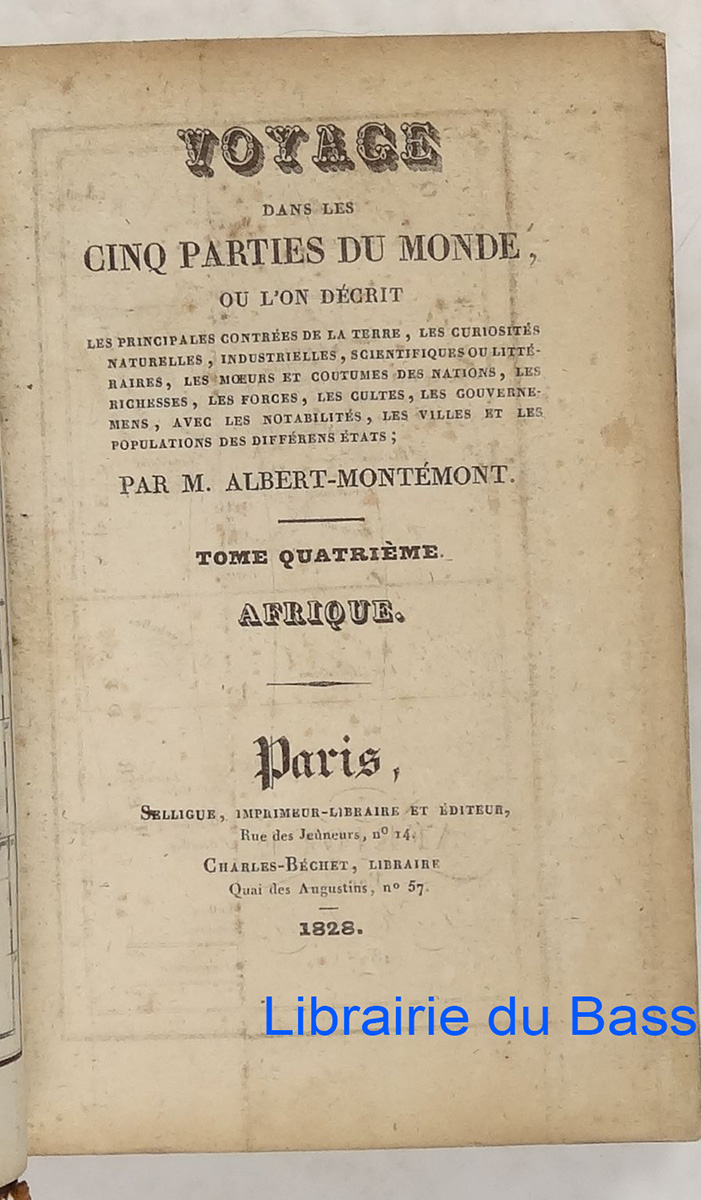 VOYAGE
DANS LES
CINQ PARTIES DU MONDE,
OU L'ON DÉCRIT
LES PRINCIPALES CONTRÉES DE LA TERRE, LES CURIOSITÉS
NATURELLES, INDUSTRIELLES, SCIENTIFIQUES OU LITTÉ-
RAIRES, LES MŒURS ET COUTUMES DES NATIONS, LES
RICHESSES, LES FORCES, LES CULTES, LES GOUVERNE-
MENS, AVEC LES NOTABILITÉS, LES VILLES ET LES
POPULATIONS DES DIFFÉRENS ÉTATS;
PAR M. ALBERT-MONTÉMONT.
TOME QUATRIÈME.
AFRIQUE.
Paris,
SELLIGUE, IMPRIMEUR-LIBRAIRE ET ÉDITEUR,
Rue des Jeûneurs, nº 14.
CHARLES-BÉCHET, LIBRAIRE
Quai des Augustins, nº 57.
1828.
Librairie du Bass